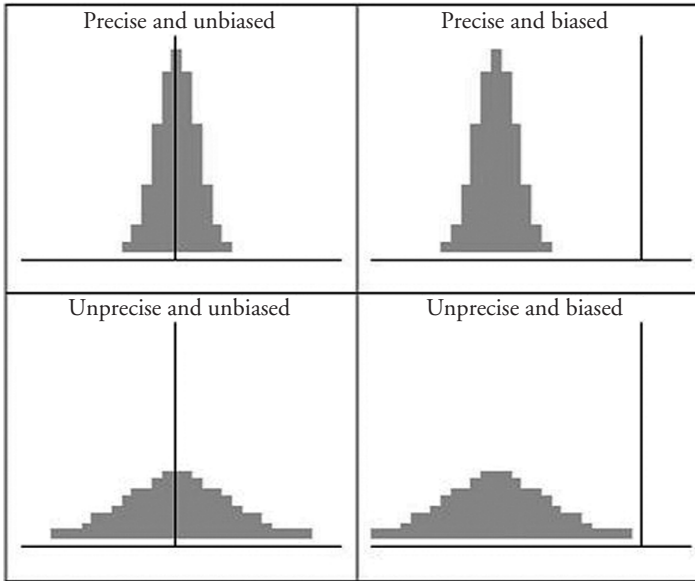 Precise and unbiased
Precise and biased
Unprecise and unbiased
Unprecise and biased